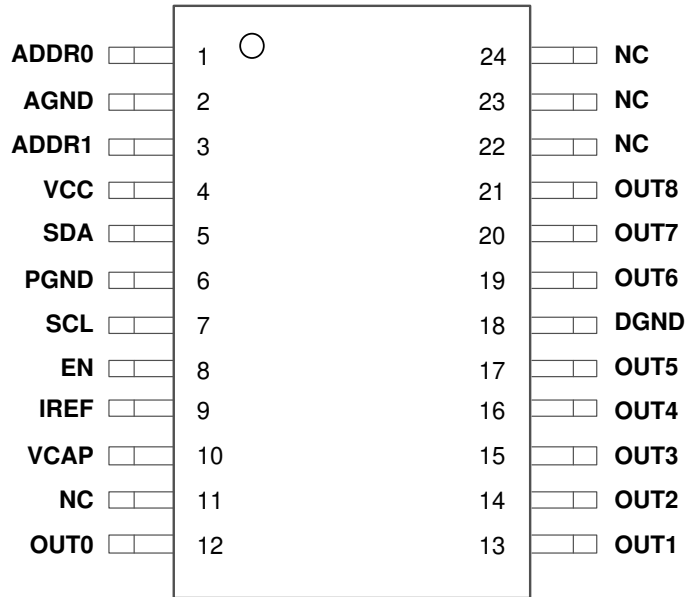 ADDR0 1 24 NC
AGND 2 23 NC
ADDR1 3 22 NC
VCC 4 21 OUT8
SDA 5 20 OUT7
PGND 6 19 OUT6
SCL 7 18 DGND
EN 8 17 OUT5
IREF 9 16 OUT4
VCAP 10 15 OUT3
NC 11 14 OUT2
OUT0 12 13 OUT1